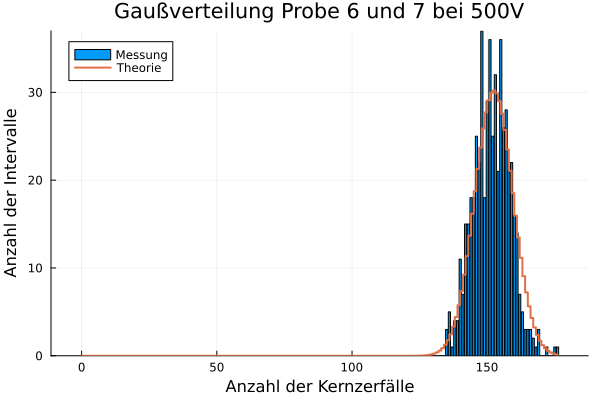 Gaußverteilung Probe 6 und 7 bei 500V
Messung
Theorie
Anzahl der Intervalle
30
20
10
0
0 50 100 150
Anzahl der Kernzerfälle